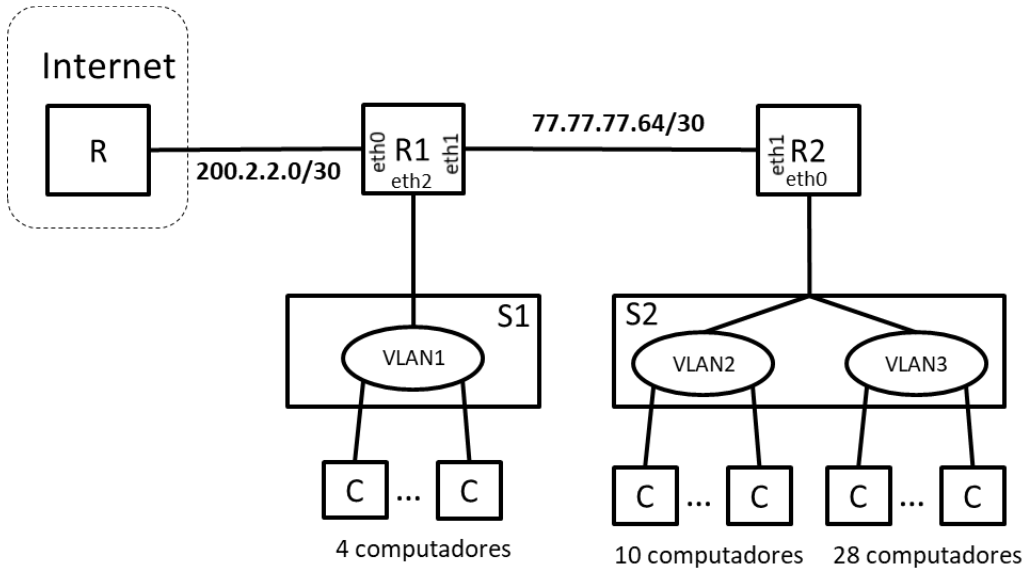 Internet
R
200.2.2.0/30
eth0
R1
eth1
eth2
77.77.77.64/30
eth1
R2
eth0
S1
VLAN1
C ... C
4 computadores
S2
VLAN2
VLAN3
C ... C
C ... C
10 computadores
28 computadores